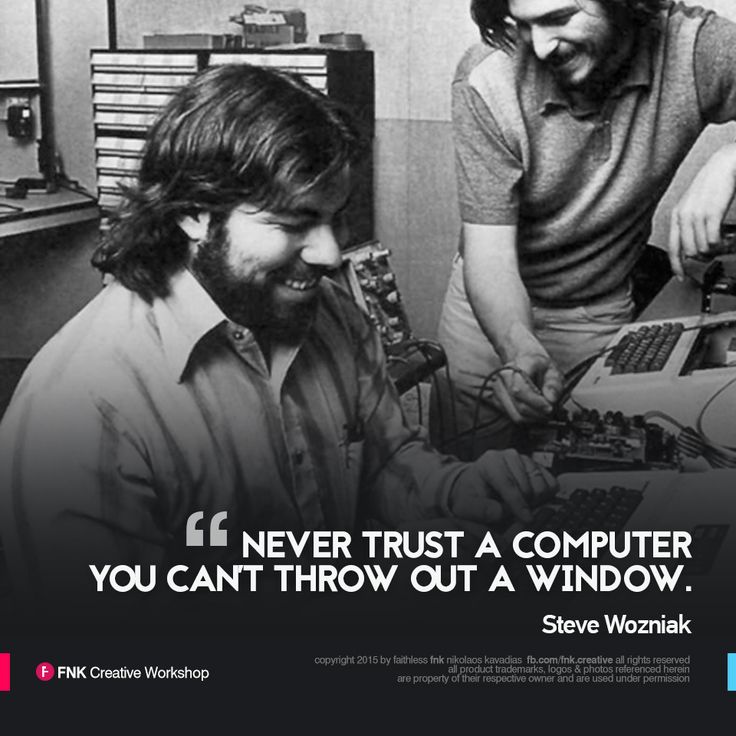 “ NEVER TRUST A COMPUTER
YOU CAN'T THROW OUT A WINDOW.
Steve Wozniak
FNK Creative Workshop
copyright 2015 by faithless fnk nikolaos kavadias fb.com/fnk.creative all rights reserved
all product trademarks, logos & photos referenced herein
are property of their respective owner and are used under permission